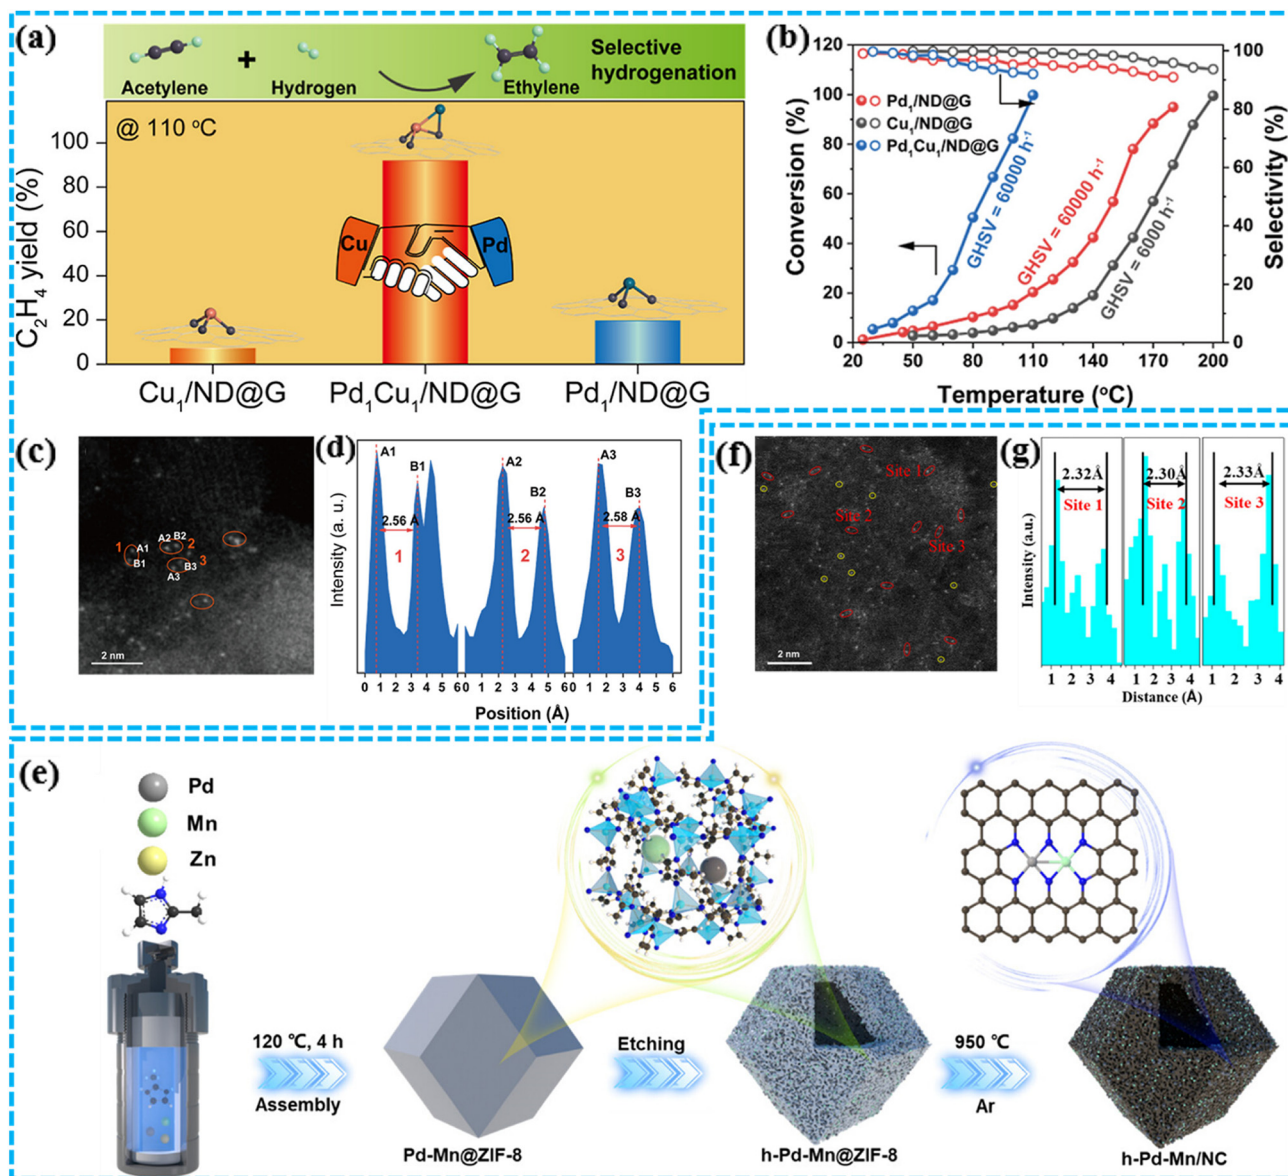 (a)
Acetylene
+
Hydrogen
Ethylene
Selective
hydrogenation
@ 110 °C
C₂H₄ yield (%)
100
80
60
40
20
0
Cu
Pd
Cu₁/ND@G
Pd₁Cu₁/ND@G
Pd₁/ND@G
(b)
Conversion (%)
120
100
80
60
40
20
0
Pd₁/ND@G
Cu₁/ND@G
Pd₁Cu₁/ND@G
GHSV = 60000 h⁻¹
GHSV = 60000 h⁻¹
GHSV = 6000 h⁻¹
100
80
60
40
20
0
Selectivity (%)
25 50 80 110 140 170 200
Temperature (°C)
(c)
1 A1 A2 B2 2
B1 B3 3
A3
2 nm
(d)
Intensity (a. u.)
A1 B1 A2 B2 A3 B3
2.56 Å 2.56 Å 2.58 Å
1 2 3
0 1 2 3 4 5 6 0 1 2 3 4 5 6 0 1 2 3 4 5 6
Position (Å)
(f)
Site 1
Site 2
Site 3
2 nm
(g)
Intensity (a.u.)
2.32Å 2.30Å 2.33Å
Site 1 Site 2 Site 3
1 2 3 4 1 2 3 4 1 2 3 4
Distance (Å)
(e)
Pd
Mn
Zn
120 ℃, 4 h
Assembly
Pd-Mn@ZIF-8
Etching
h-Pd-Mn@ZIF-8
950 ℃
Ar
h-Pd-Mn/NC